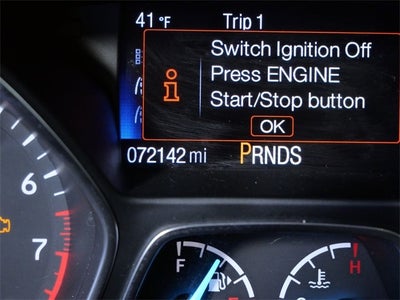 41 °F Trip 1
Switch Ignition Off
Press ENGINE
Start/Stop button
OK
072142 mi PRNDS
6
7
F
H